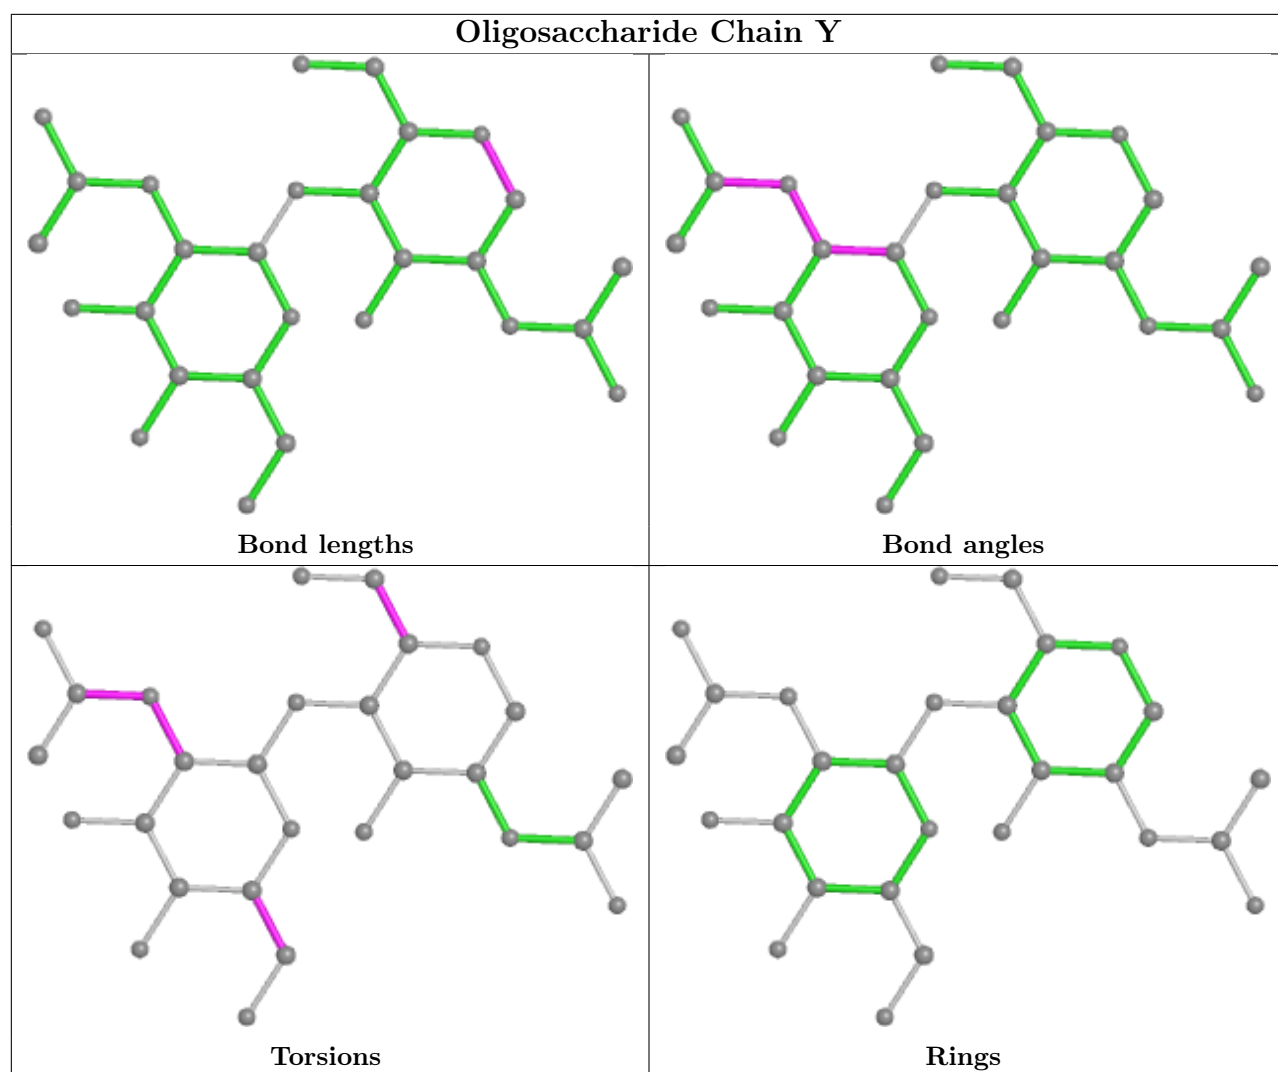 Oligosaccharide Chain Y
Bond lengths
Bond angles
Torsions
Rings